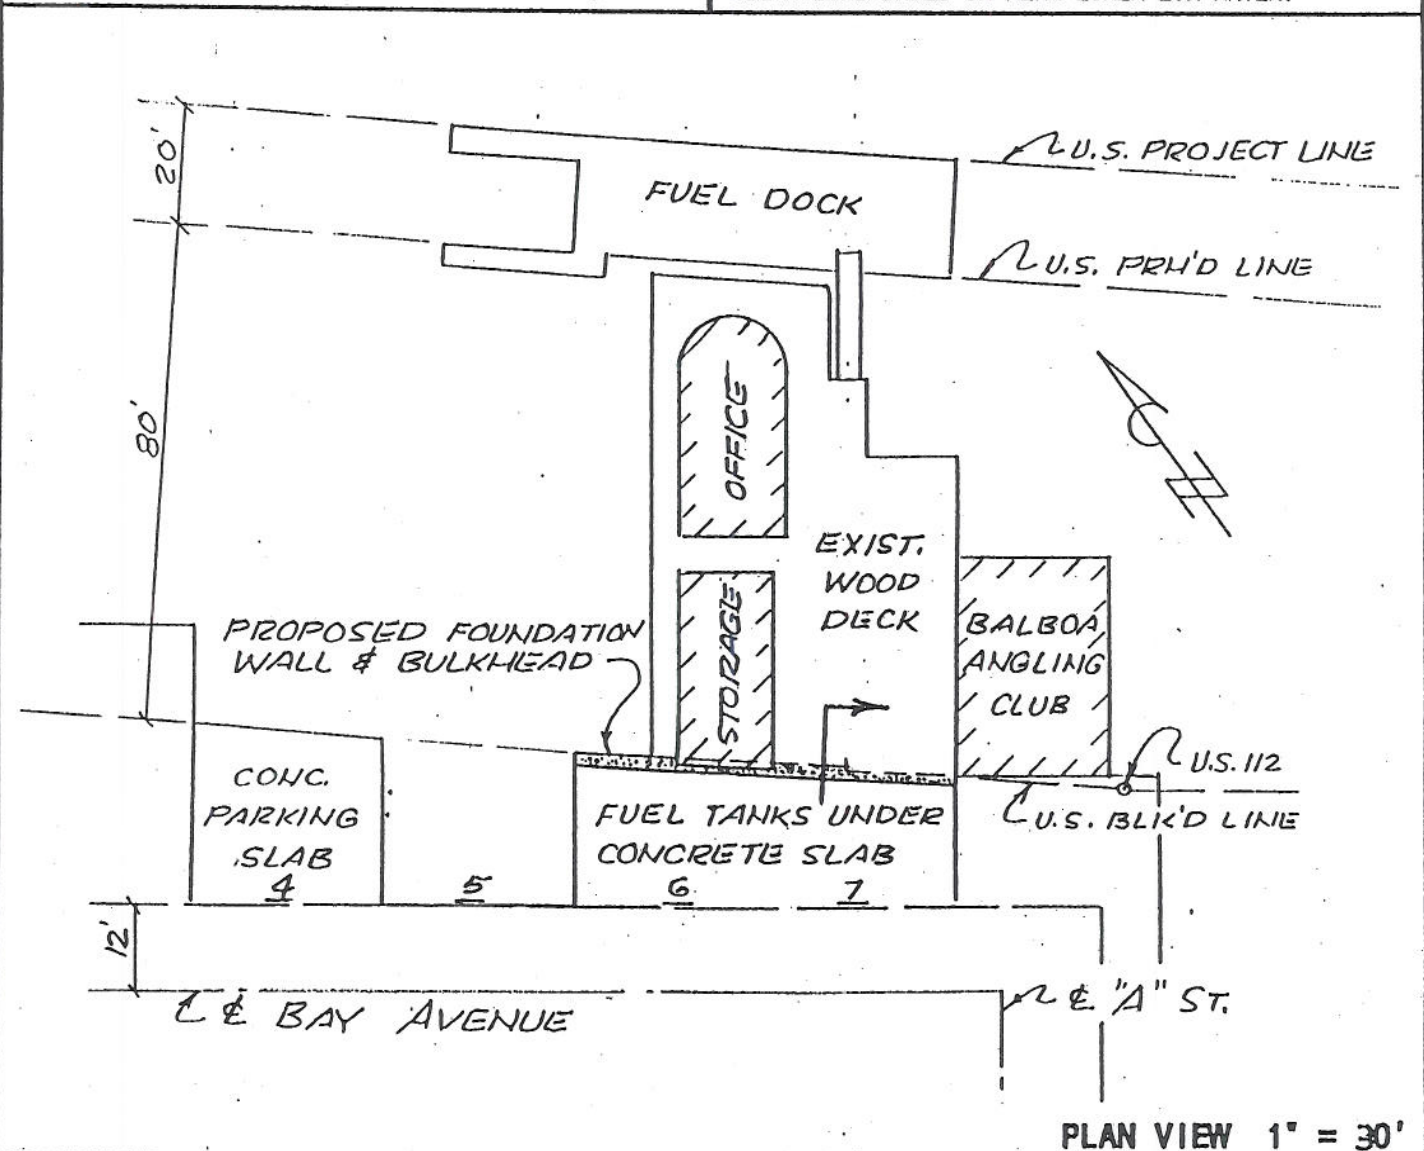 20'
U.S. PROJECT LINE
FUEL DOCK
U.S. PRH'D LINE
80'
OFFICE
EXIST.
WOOD
DECK
PROPOSED FOUNDATION
WALL & BULKHEAD
STORAGE
BALBOA
ANGLING
CLUB
U.S. 112
U.S. BLK'D LINE
CONC.
PARKING
SLAB
4
5
FUEL TANKS UNDER
CONCRETE SLAB
6
7
12'
℄ BAY AVENUE
℄ "A" ST.
N
PLAN VIEW 1" = 30'